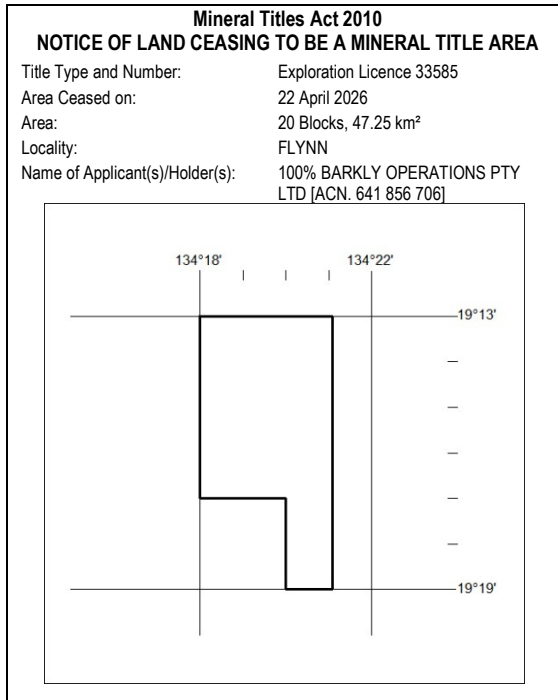 Mineral Titles Act 2010
NOTICE OF LAND CEASING TO BE A MINERAL TITLE AREA
Title Type and Number: Exploration Licence 33585
Area Ceased on: 22 April 2026
Area: 20 Blocks, 47.25 km²
Locality: FLYNN
Name of Applicant(s)/Holder(s): 100% BARKLY OPERATIONS PTY
LTD [ACN. 641 856 706]
134°18' 134°22'
19°13'
19°19'